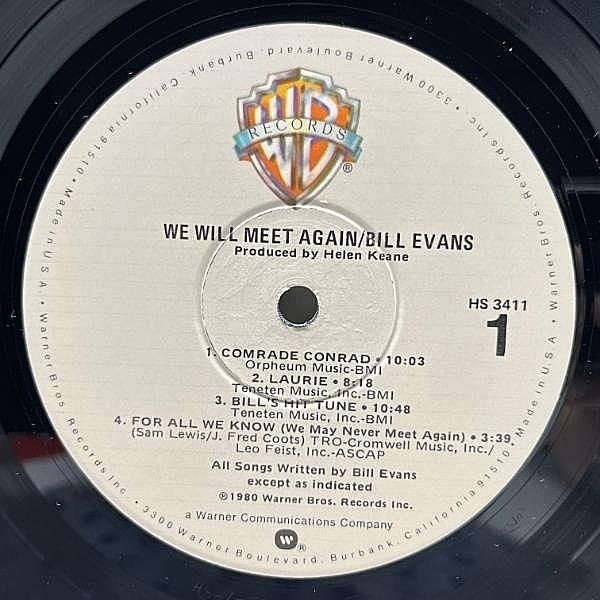 WB
RECORDS
®
WE WILL MEET AGAIN/BILL EVANS
Produced by Helen Keane
HS 3411
1
1. COMRADE CONRAD • 10:03
Orpheum Music-BMI
2. LAURIE • 8:18
Teneten Music, Inc.-BMI
3. BILL'S HIT TUNE • 10:48
Teneten Music, Inc.-BMI
4. FOR ALL WE KNOW (We May Never Meet Again) • 3:39
(Sam Lewis/J. Fred Coots) TRO-Cromwell Music, Inc./
Leo Feist, Inc.-ASCAP
All Songs Written by Bill Evans
except as indicated
℗1980 Warner Bros. Records Inc.
a Warner Communications Company
W
®
Warner Bros. Records Inc. • 3300 Warner Boulevard, Burbank, California 91510 • Made in U.S.A. • Warner Bros. Records Inc. • 3300 Warner Boulevard, Burbank, California 91510 • Made in U.S.A. •